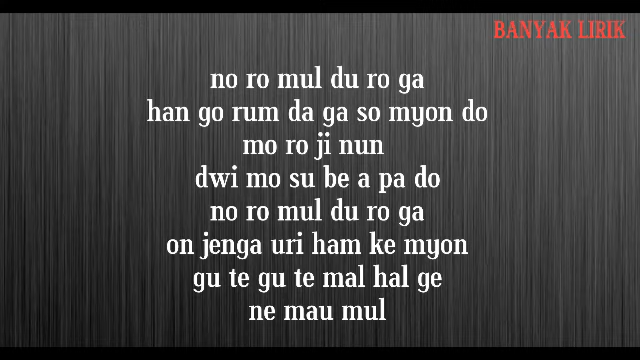 BANYAK LIRIK
no ro mul du ro ga
han go rum da ga so myon do
mo ro ji nun
dwi mo su be a pa do
no ro mul du ro ga
on jenga uri ham ke myon
gu te gu te mal hal ge
ne mau mul